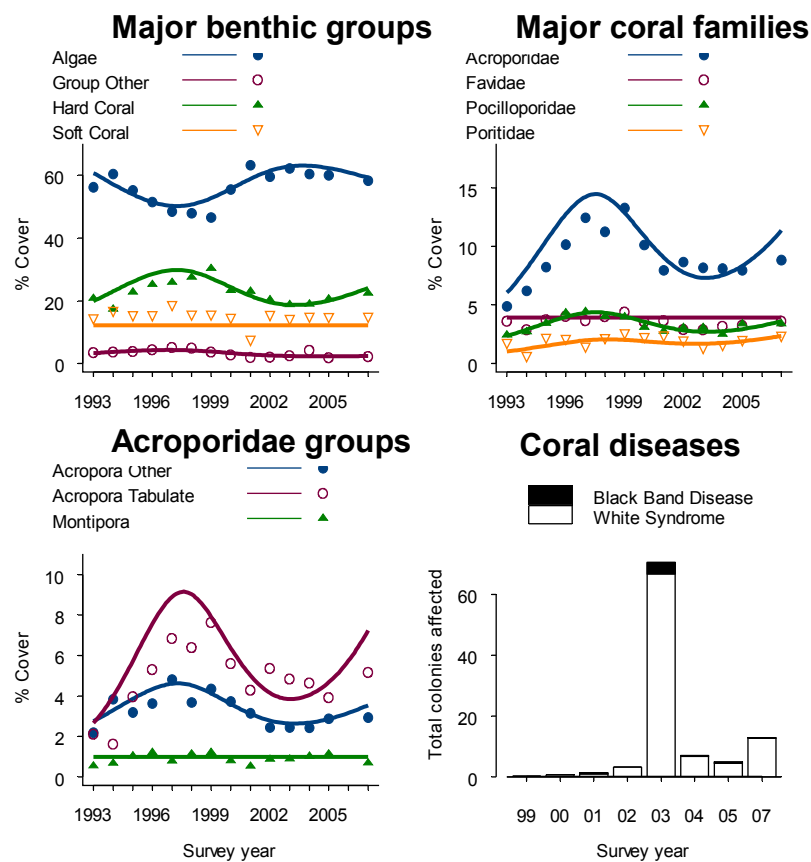 Major benthic groups
Algae
Group Other
Hard Coral
Soft Coral
60
40
20
0
% Cover
1993 1996 1999 2002 2005
Major coral families
Acroporidae
Favidae
Pocilloporidae
Poritidae
15
10
5
0
% Cover
1993 1996 1999 2002 2005
Acroporidae groups
Acropora Other
Acropora Tabulate
Montipora
10
8
6
4
2
0
% Cover
1993 1996 1999 2002 2005
Survey year
Coral diseases
Black Band Disease
White Syndrome
60
40
20
0
Total colonies affected
99 00 01 02 03 04 05 07
Survey year